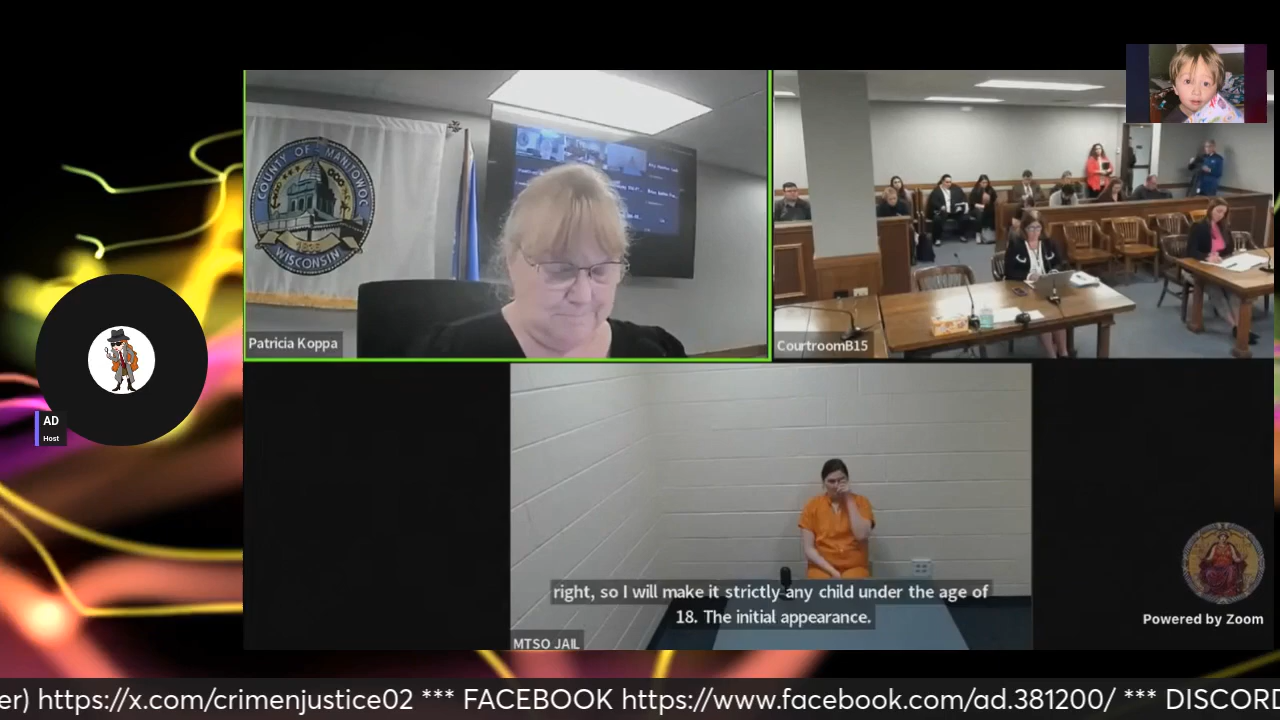 COUNTY OF MANITOWOC
WISCONSIN
Patricia Koppa
CourtroomB15
AD
Host
right, so I will make it strictly any child under the age of
18. The initial appearance.
MTSO JAIL
Powered by Zoom
er) https://x.com/crimenjustice02 *** FACEBOOK https://www.facebook.com/ad.381200/ *** DISCORD